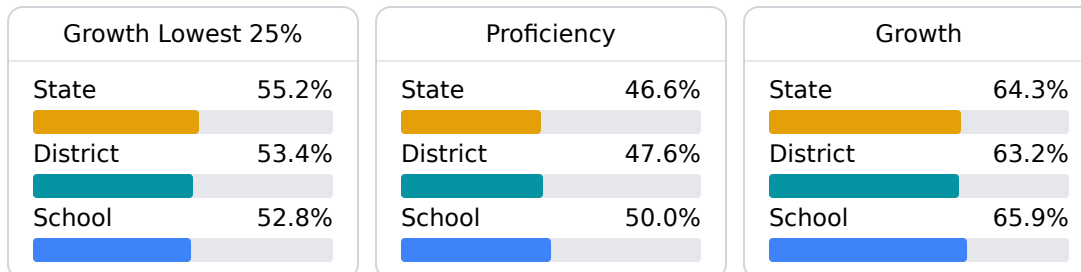 Growth Lowest 25%
State 55.2%
District 53.4%
School 52.8%
Proficiency
State 46.6%
District 47.6%
School 50.0%
Growth
State 64.3%
District 63.2%
School 65.9%